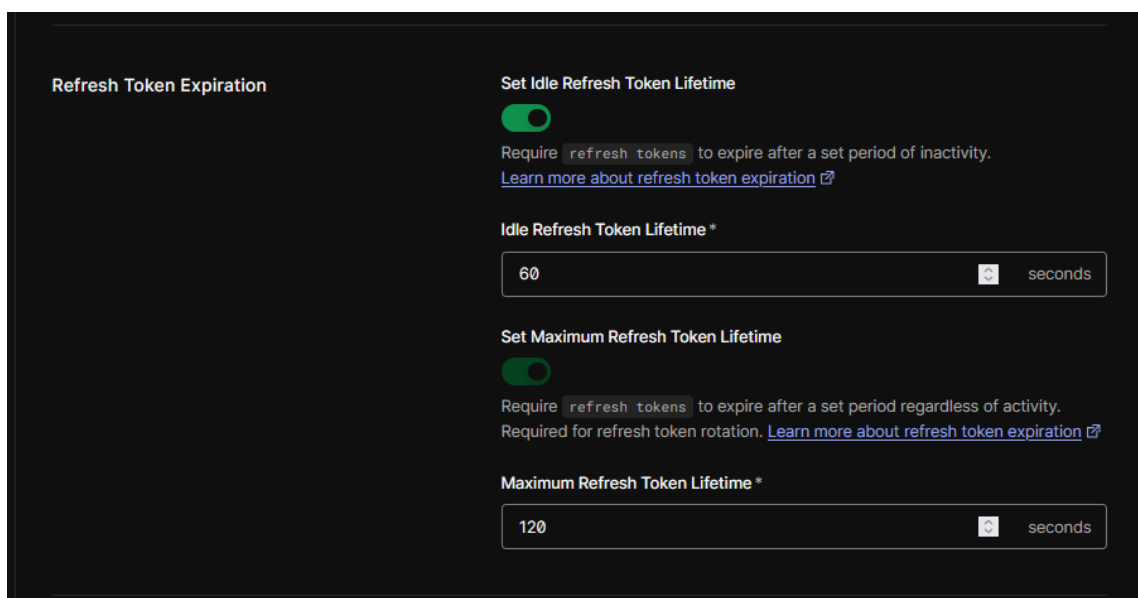 Refresh Token Expiration
Set Idle Refresh Token Lifetime
Require refresh tokens to expire after a set period of inactivity.
Learn more about refresh token expiration
Idle Refresh Token Lifetime *
60 seconds
Set Maximum Refresh Token Lifetime
Require refresh tokens to expire after a set period regardless of activity.
Required for refresh token rotation. Learn more about refresh token expiration
Maximum Refresh Token Lifetime *
120 seconds